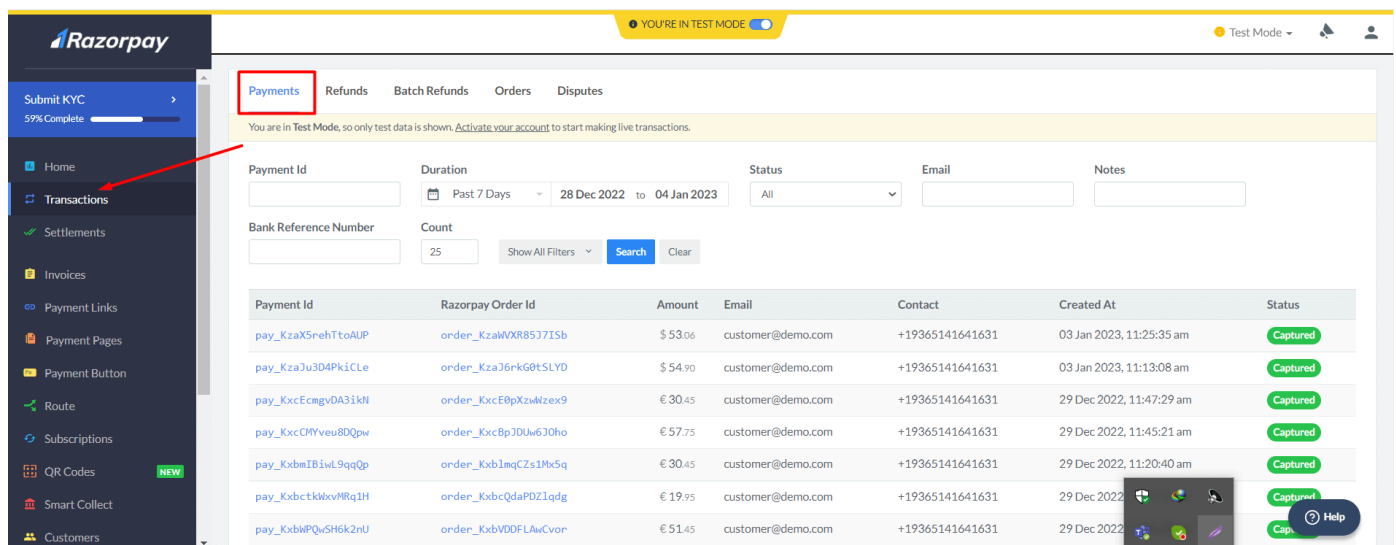 YOU'RE IN TEST MODE
Razorpay
Test Mode
Submit KYC
59% Complete
Home
Transactions
Settlements
Invoices
Payment Links
Payment Pages
Payment Button
Route
Subscriptions
QR Codes NEW
Smart Collect
Customers
Payments Refunds Batch Refunds Orders Disputes
You are in Test Mode, so only test data is shown. Activate your account to start making live transactions.
Payment Id Duration Status Email Notes
Past 7 Days 28 Dec 2022 to 04 Jan 2023 All
Bank Reference Number Count
25 Show All Filters Search Clear
Payment Id Razorpay Order Id Amount Email Contact Created At Status
pay_KzaX5rehTtoAUP order_KzaWVXR85J7ISb $ 53.06 customer@demo.com +19365141641631 03 Jan 2023, 11:25:35 am Captured
pay_KzaJu3D4PkiCLe order_KzaJ6rkG0tSLYD $ 54.90 customer@demo.com +19365141641631 03 Jan 2023, 11:13:08 am Captured
pay_KxcEcmgvDA3ikN order_KxcE0pXzwWzex9 € 30.45 customer@demo.com +19365141641631 29 Dec 2022, 11:47:29 am Captured
pay_KxcCMYveu8DQpw order_KxcBpJDUw6JOho € 57.75 customer@demo.com +19365141641631 29 Dec 2022, 11:45:21 am Captured
pay_KxbmIBiwL9qqQp order_KxblmqCZs1Mx5q € 30.45 customer@demo.com +19365141641631 29 Dec 2022, 11:20:40 am Captured
pay_KxbctkWxvMRq1H order_KxbcQdaPDZlqdg € 19.95 customer@demo.com +19365141641631 29 Dec 2022 Captured
pay_KxbWPQwSH6k2nU order_KxbVDDFLAwCvor € 51.45 customer@demo.com +19365141641631 29 Dec 2022
Help